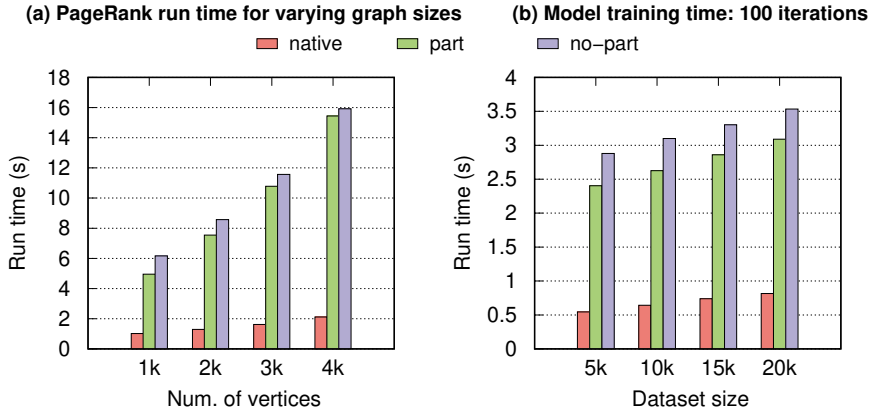 (a) PageRank run time for varying graph sizes
(b) Model training time: 100 iterations
native part no−part
Run time (s)
18
16
14
12
10
8
6
4
2
0
1k 2k 3k 4k
Num. of vertices
Run time (s)
4
3.5
3
2.5
2
1.5
1
0.5
0
5k 10k 15k 20k
Dataset size